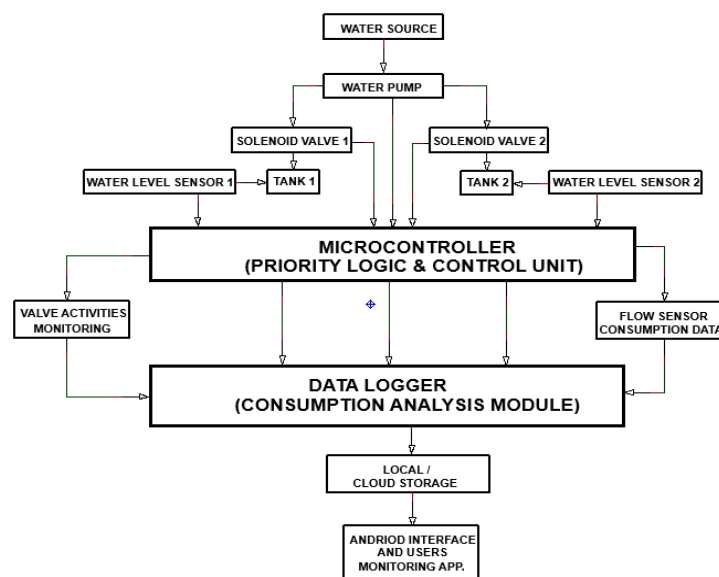 WATER SOURCE
WATER PUMP
SOLENOID VALVE 1
SOLENOID VALVE 2
WATER LEVEL SENSOR 1
TANK 1
TANK 2
WATER LEVEL SENSOR 2
MICROCONTROLLER
(PRIORITY LOGIC & CONTROL UNIT)
VALVE ACTIVITIES
MONITORING
FLOW SENSOR
CONSUMPTION DATA
DATA LOGGER
(CONSUMPTION ANALYSIS MODULE)
LOCAL /
CLOUD STORAGE
ANDRIOD INTERFACE
AND USERS
MONITORING APP.